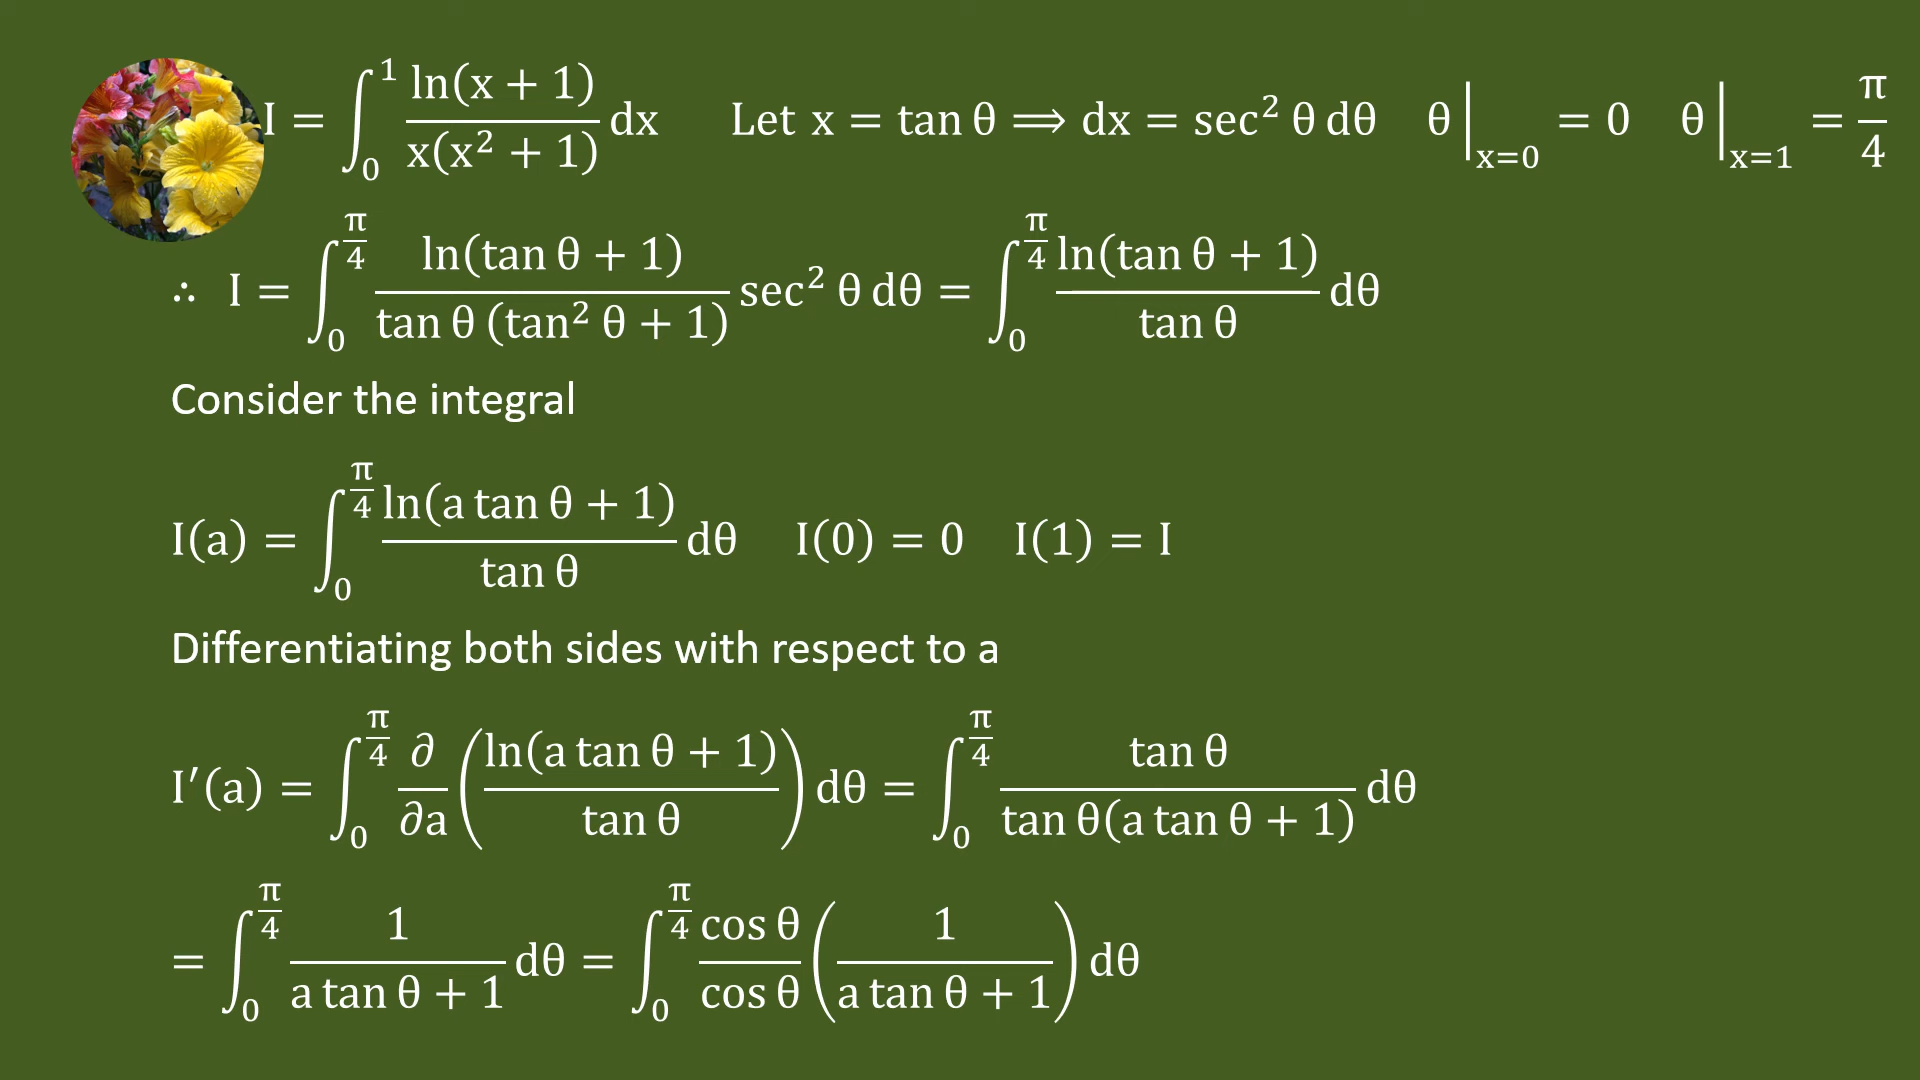 I = ∫₀¹ ln(x + 1) / x(x² + 1) dx Let x = tan θ ⟹ dx = sec² θ dθ θ |ₓ₌₀ = 0 θ |ₓ₌₁ = π/4
∴ I = ∫₀^(π/4) ln(tan θ + 1) / tan θ (tan² θ + 1) sec² θ dθ = ∫₀^(π/4) ln(tan θ + 1) / tan θ dθ
Consider the integral
I(a) = ∫₀^(π/4) ln(a tan θ + 1) / tan θ dθ I(0) = 0 I(1) = I
Differentiating both sides with respect to a
I′(a) = ∫₀^(π/4) ∂/∂a (ln(a tan θ + 1) / tan θ) dθ = ∫₀^(π/4) tan θ / tan θ(a tan θ + 1) dθ
= ∫₀^(π/4) 1 / a tan θ + 1 dθ = ∫₀^(π/4) cos θ / cos θ (1 / a tan θ + 1) dθ